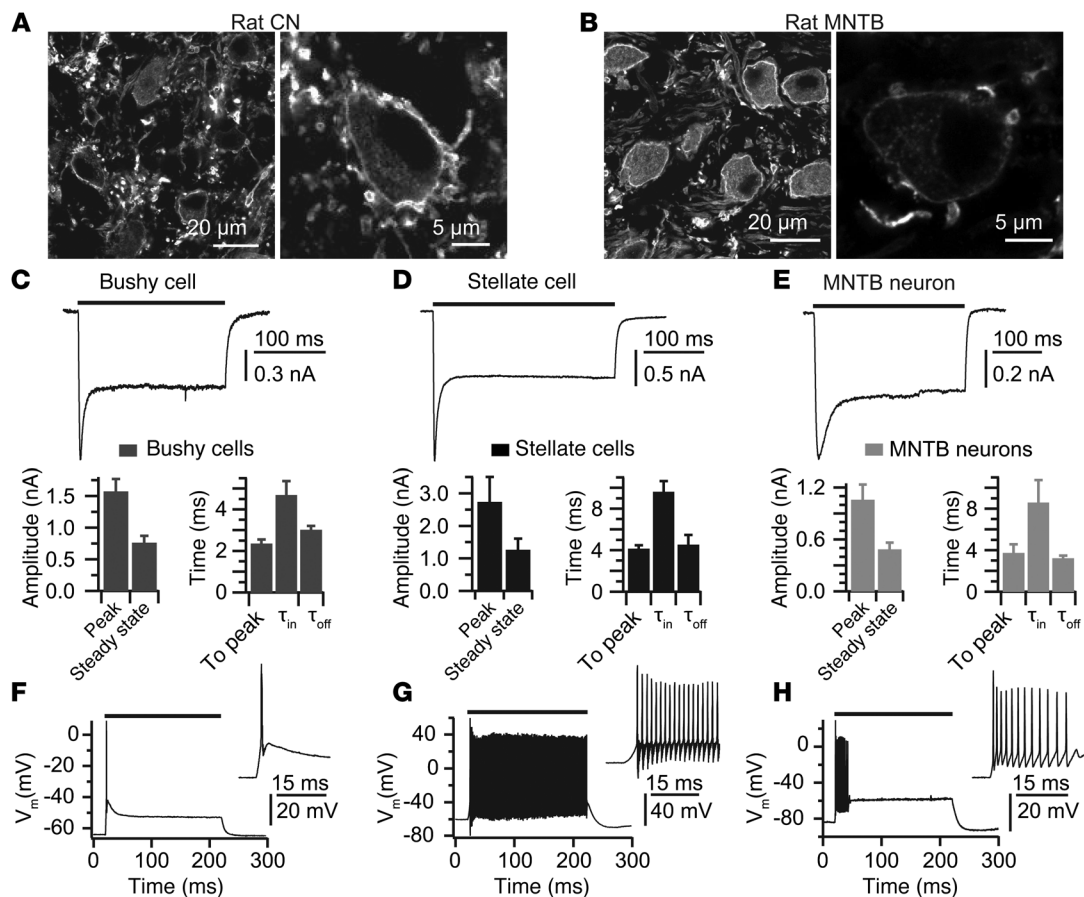 A
Rat CN
20 µm
5 µm
B
Rat MNTB
20 µm
5 µm
C
Bushy cell
100 ms
0.3 nA
Bushy cells
Amplitude (nA)
1.5
1.0
0.5
0.0
Peak
Steady state
Time (ms)
4
2
0
To peak
τin
τoff
D
Stellate cell
100 ms
0.5 nA
Stellate cells
Amplitude (nA)
3.0
2.0
1.0
0.0
Peak
Steady state
Time (ms)
8
4
0
To peak
τin
τoff
E
MNTB neuron
100 ms
0.2 nA
MNTB neurons
Amplitude (nA)
1.2
0.6
0.0
Peak
Steady state
Time (ms)
8
4
0
To peak
τin
τoff
F
Vm(mV)
0
-20
-40
-60
0 100 200 300
Time (ms)
15 ms
20 mV
G
Vm(mV)
40
0
-40
-80
0 100 200 300
Time (ms)
15 ms
40 mV
H
Vm(mV)
0
-40
-80
0 100 200 300
Time (ms)
15 ms
20 mV